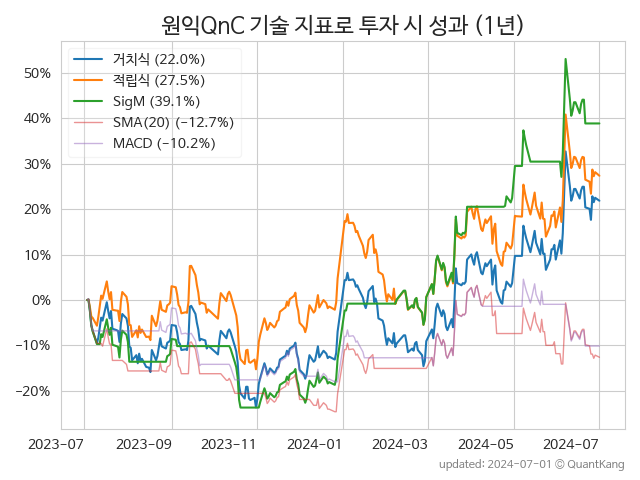 원익QnC 기술 지표로 투자 시 성과 (1년)
거치식 (22.0%)
적립식 (27.5%)
SigM (39.1%)
SMA(20) (−12.7%)
MACD (−10.2%)
50%
40%
30%
20%
10%
0%
−10%
−20%
2023-07 2023-09 2023-11 2024-01 2024-03 2024-05 2024-07
updated: 2024-07-01 © QuantKang